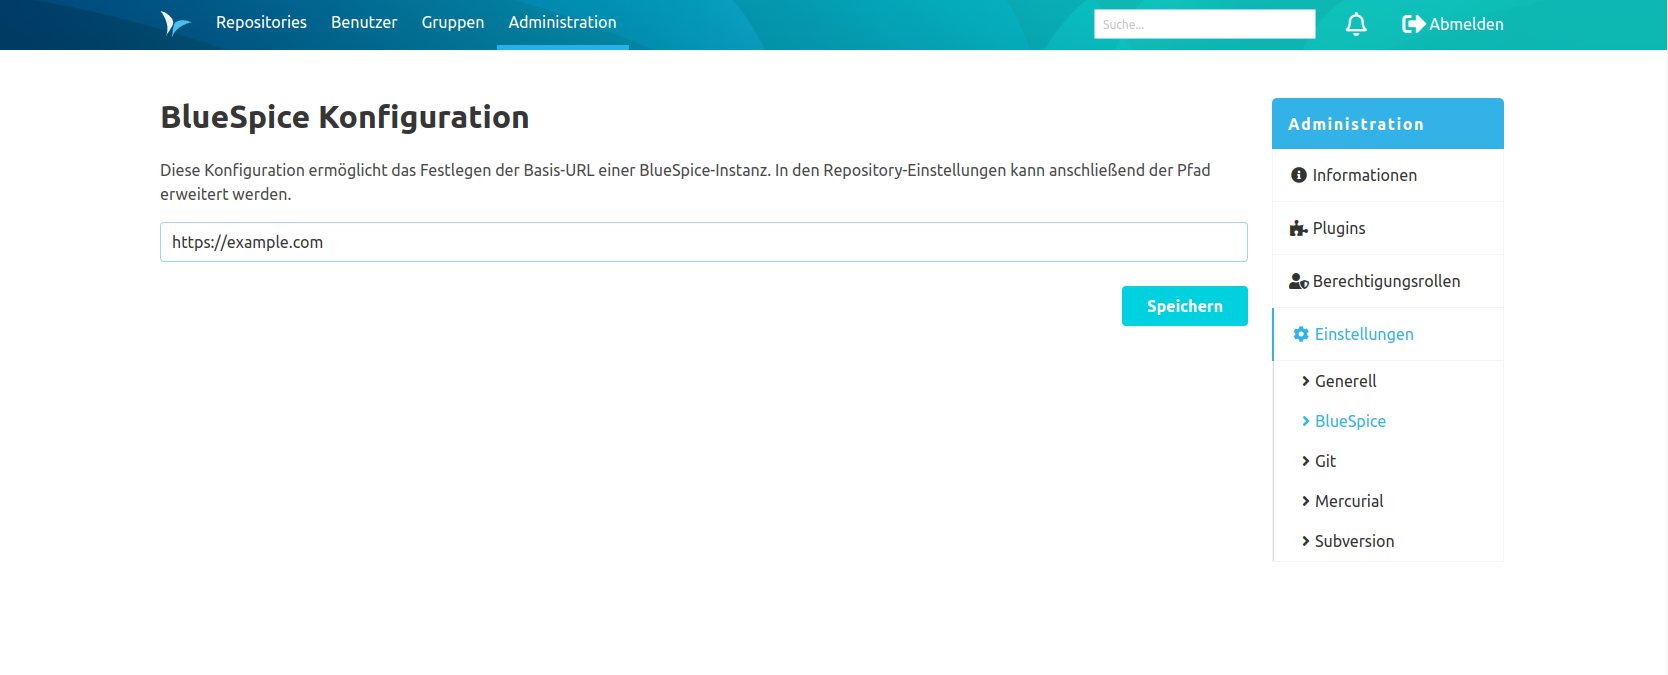 Repositories Benutzer Gruppen Administration Suche... Abmelden
BlueSpice Konfiguration
Diese Konfiguration ermöglicht das Festlegen der Basis-URL einer BlueSpice-Instanz. In den Repository-Einstellungen kann anschließend der Pfad
erweitert werden.
https://example.com
Speichern
Administration
Informationen
Plugins
Berechtigungsrollen
Einstellungen
Generell
BlueSpice
Git
Mercurial
Subversion